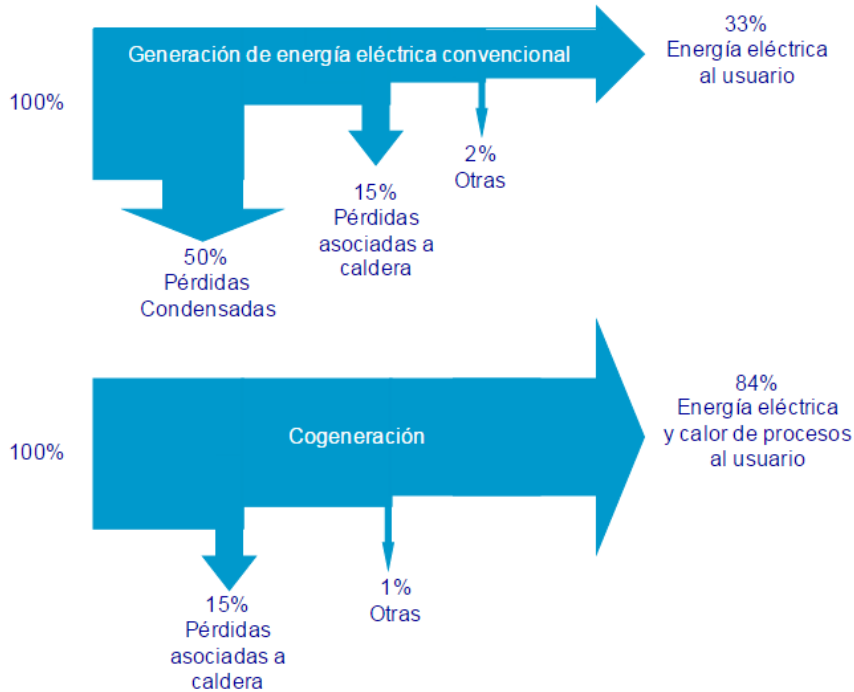 33%
Energía eléctrica
al usuario
Generación de energía eléctrica convencional
100%
2%
Otras
15%
Pérdidas
asociadas a
caldera
50%
Pérdidas
Condensadas
84%
Energía eléctrica
y calor de procesos
al usuario
Cogeneración
100%
1%
Otras
15%
Pérdidas
asociadas a
caldera